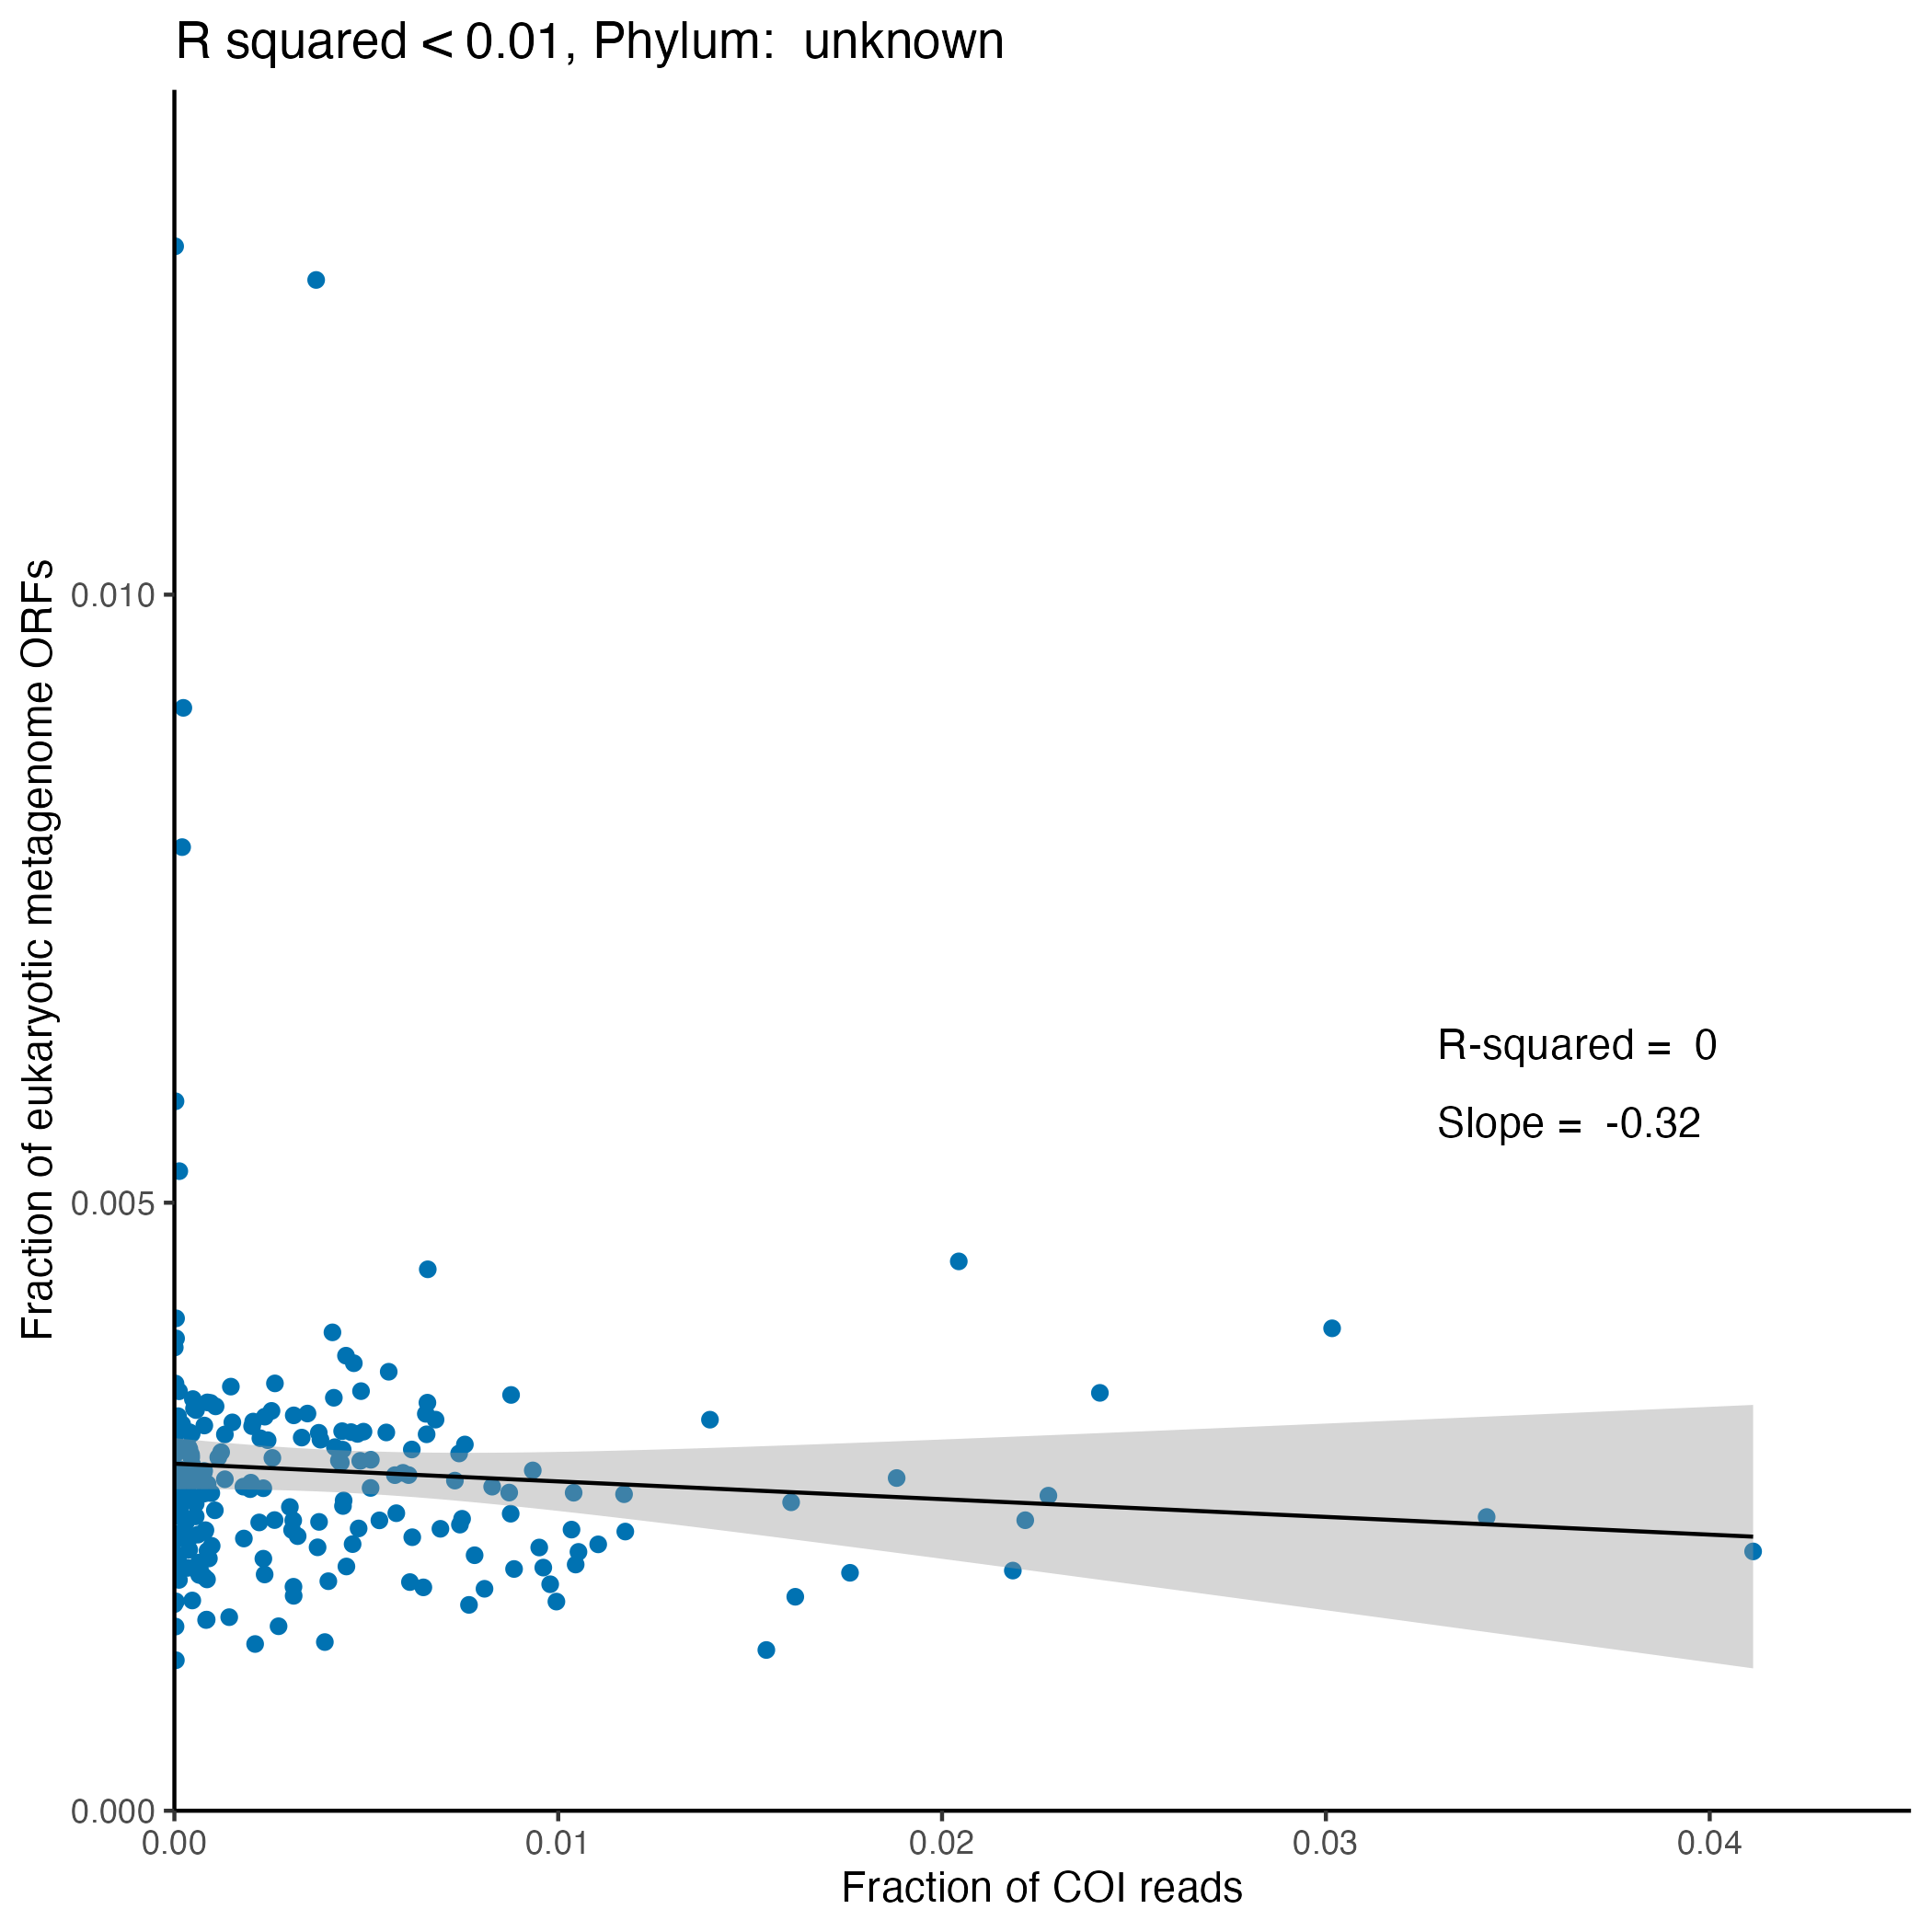 R squared < 0.01, Phylum:  unknown
Fraction of eukaryotic metagenome ORFs
0.010
0.005
0.000
R-squared =  0
Slope =  -0.32
0.00
0.01
0.02
0.03
0.04
Fraction of COI reads